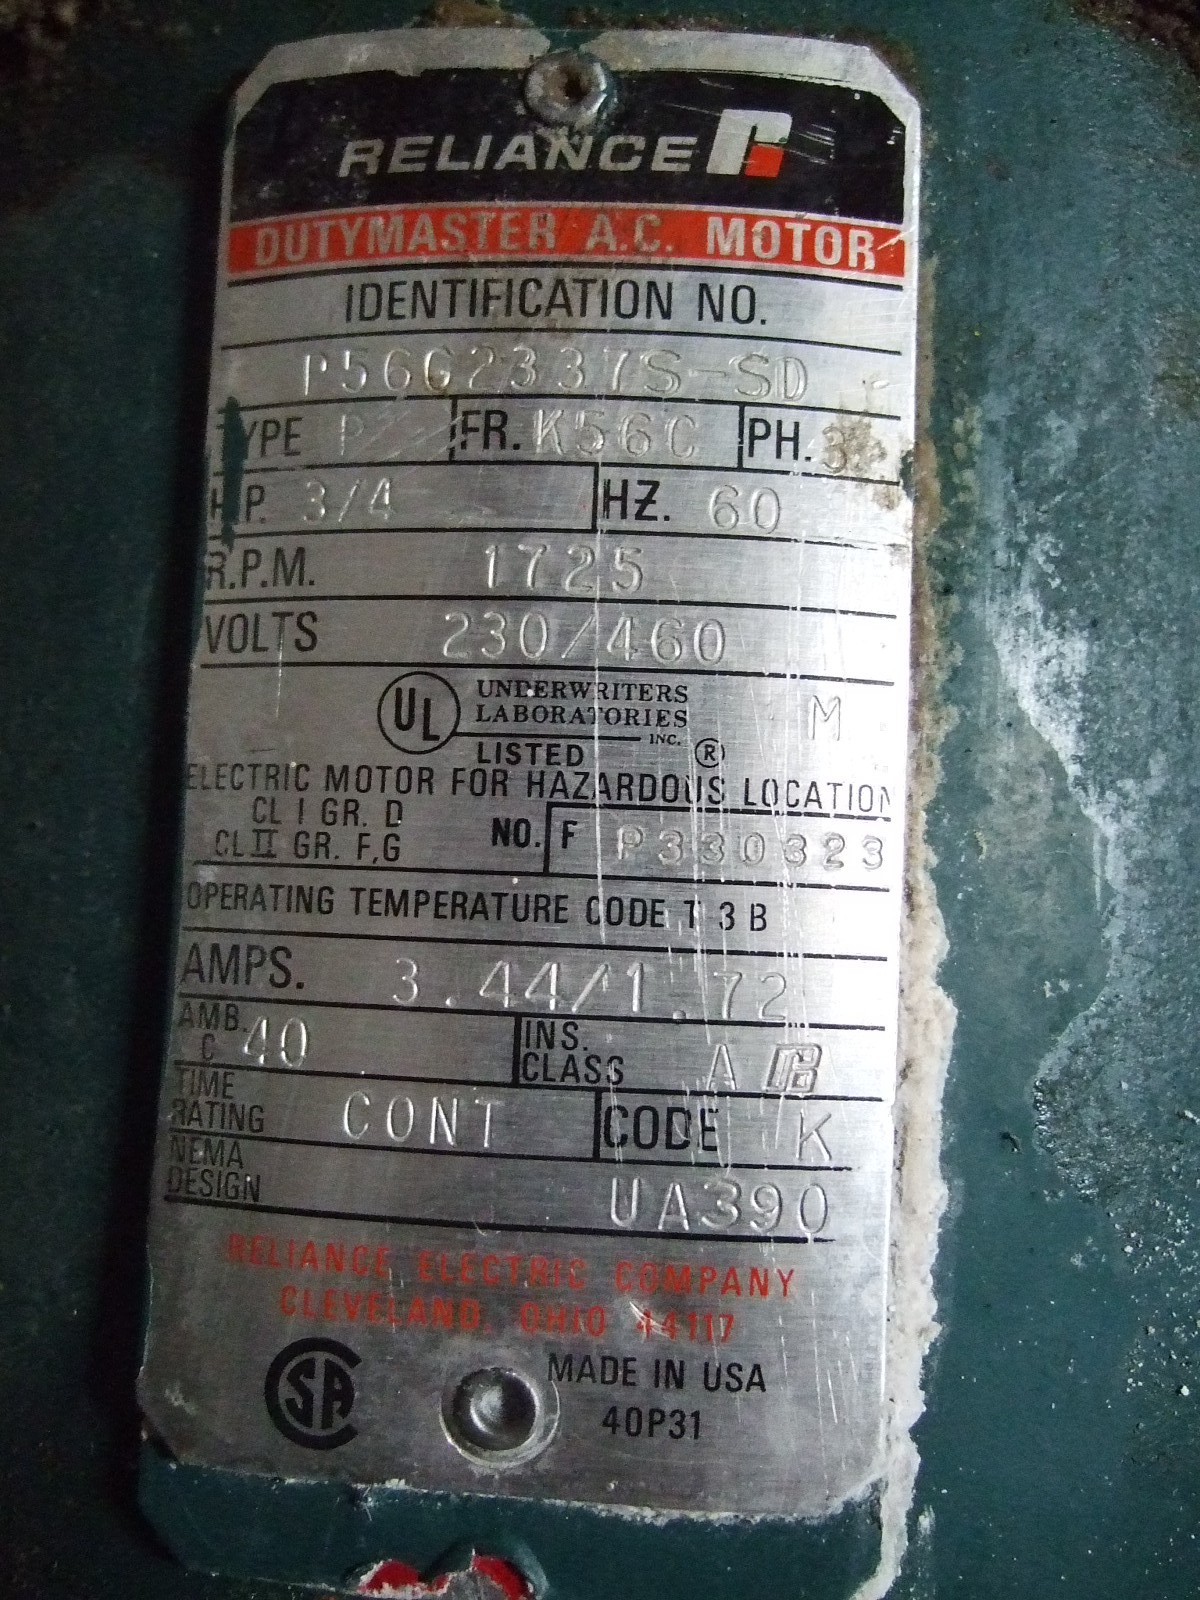 RELIANCE
DUTYMASTER A.C. MOTOR
IDENTIFICATION NO.
P56G2337S-SD
TYPE P FR. K56C PH. 3
H.P. 3/4 HZ. 60
R.P.M. 1725
VOLTS 230/460
UL UNDERWRITERS
LABORATORIES M
INC.
LISTED ®
ELECTRIC MOTOR FOR HAZARDOUS LOCATION
CL I GR. D
CL II GR. F,G NO. F P330323
OPERATING TEMPERATURE CODE T 3 B
AMPS. 3.44/1.72
AMB. C 40 INS. CLASS A B
TIME RATING CONT CODE K
NEMA DESIGN UA390
RELIANCE ELECTRIC COMPANY
CLEVELAND, OHIO 44117
SA MADE IN USA
40P31